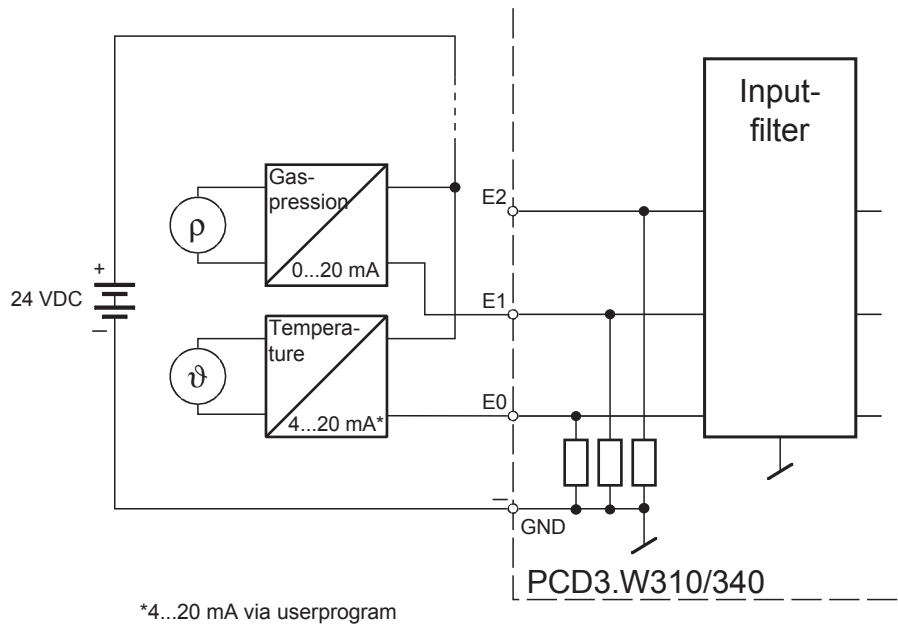 Input-
filter
Gas-
pression
ρ
0...20 mA
E2
+
24 VDC
–
E1
Tempera-
ture
ϑ
4...20 mA*
E0
–
GND
PCD3.W310/340
*4...20 mA via userprogram